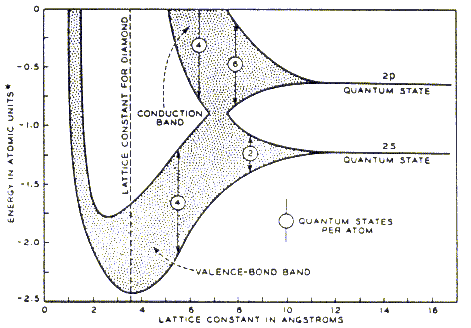 ENERGY IN ATOMIC UNITS*
0
-0.5
-1.0
-1.5
-2.0
-2.5
LATTICE CONSTANT FOR DIAMOND
4
6
2p
QUANTUM STATE
CONDUCTION
BAND
2
2S
QUANTUM STATE
4
QUANTUM STATES
PER ATOM
VALENCE-BOND BAND
0
2
4
6
8
10
12
14
16
LATTICE CONSTANT IN ANGSTROMS